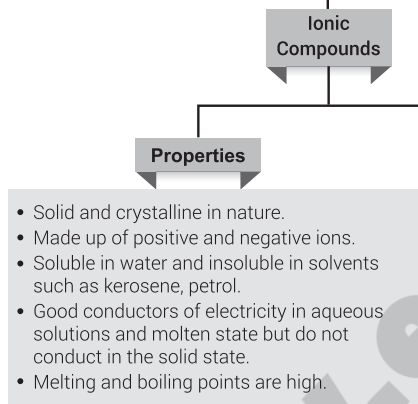 Ionic
Compounds
Properties
• Solid and crystalline in nature.
• Made up of positive and negative ions.
• Soluble in water and insoluble in solvents
such as kerosene, petrol.
• Good conductors of electricity in aqueous
solutions and molten state but do not
conduct in the solid state.
• Melting and boiling points are high.